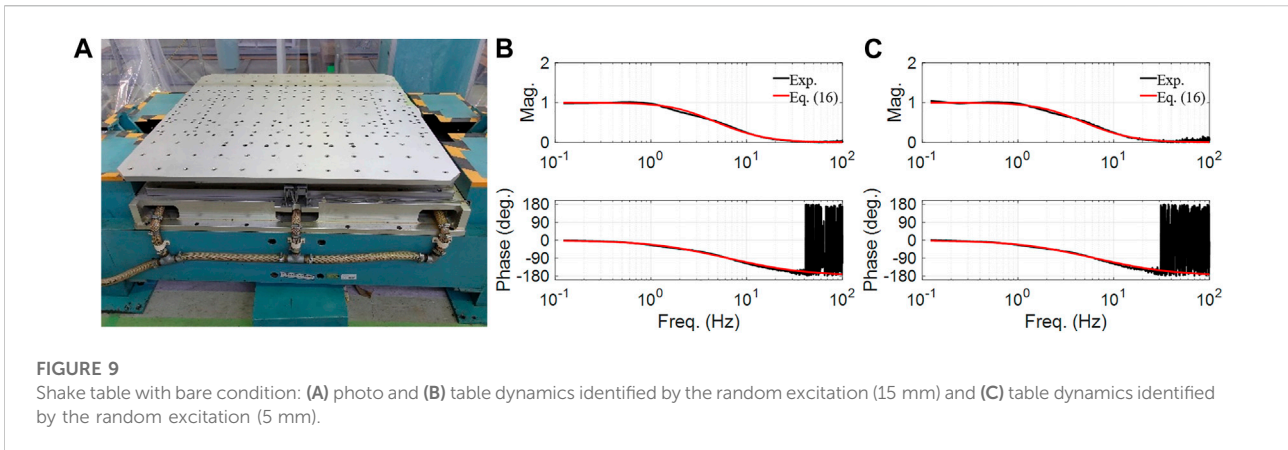 A
B
C
2
1
0
Mag.
Exp.
Eq. (16)
10^-1
10^0
10^1
10^2
2
1
0
Mag.
Exp.
Eq. (16)
10^-1
10^0
10^1
10^2
180
90
0
-90
-180
Phase (deg.)
10^-1
10^0
10^1
10^2
Freq. (Hz)
180
90
0
-90
-180
Phase (deg.)
10^-1
10^0
10^1
10^2
Freq. (Hz)
FIGURE 9
Shake table with bare condition: (A) photo and (B) table dynamics identified by the random excitation (15 mm) and (C) table dynamics identified
by the random excitation (5 mm).